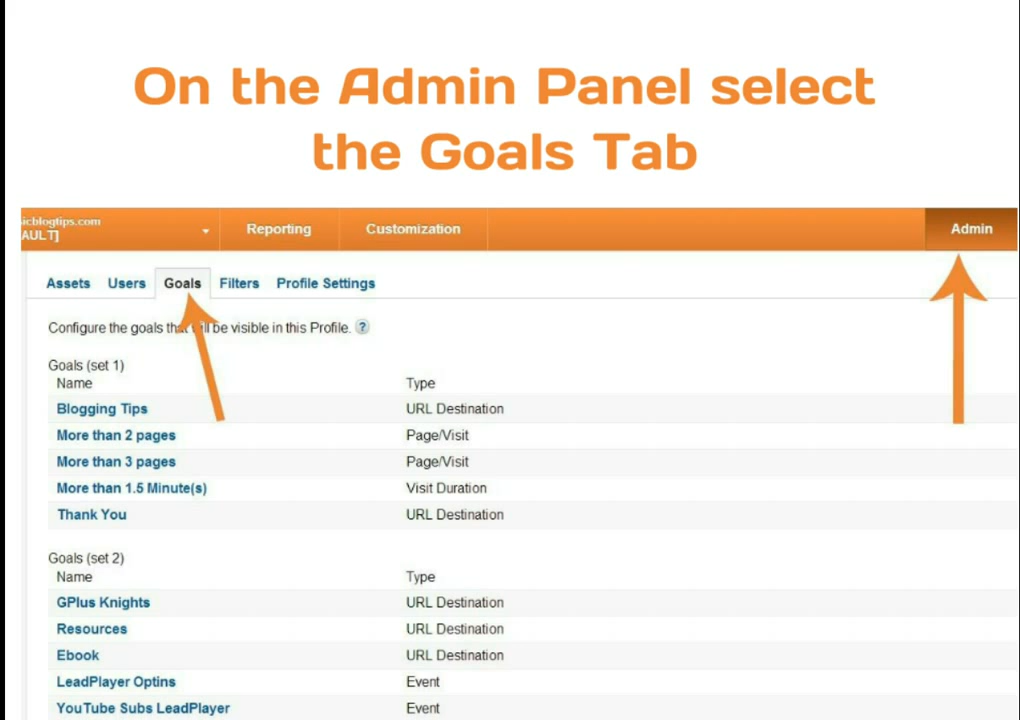 On the Admin Panel select
the Goals Tab
icblogtips.com
AULT]
Reporting
Customization
Admin
Assets Users Goals Filters Profile Settings
Configure the goals that will be visible in this Profile. ?
Goals (set 1)
Name Type
Blogging Tips URL Destination
More than 2 pages Page/Visit
More than 3 pages Page/Visit
More than 1.5 Minute(s) Visit Duration
Thank You URL Destination
Goals (set 2)
Name Type
GPlus Knights URL Destination
Resources URL Destination
Ebook URL Destination
LeadPlayer Optins Event
YouTube Subs LeadPlayer Event